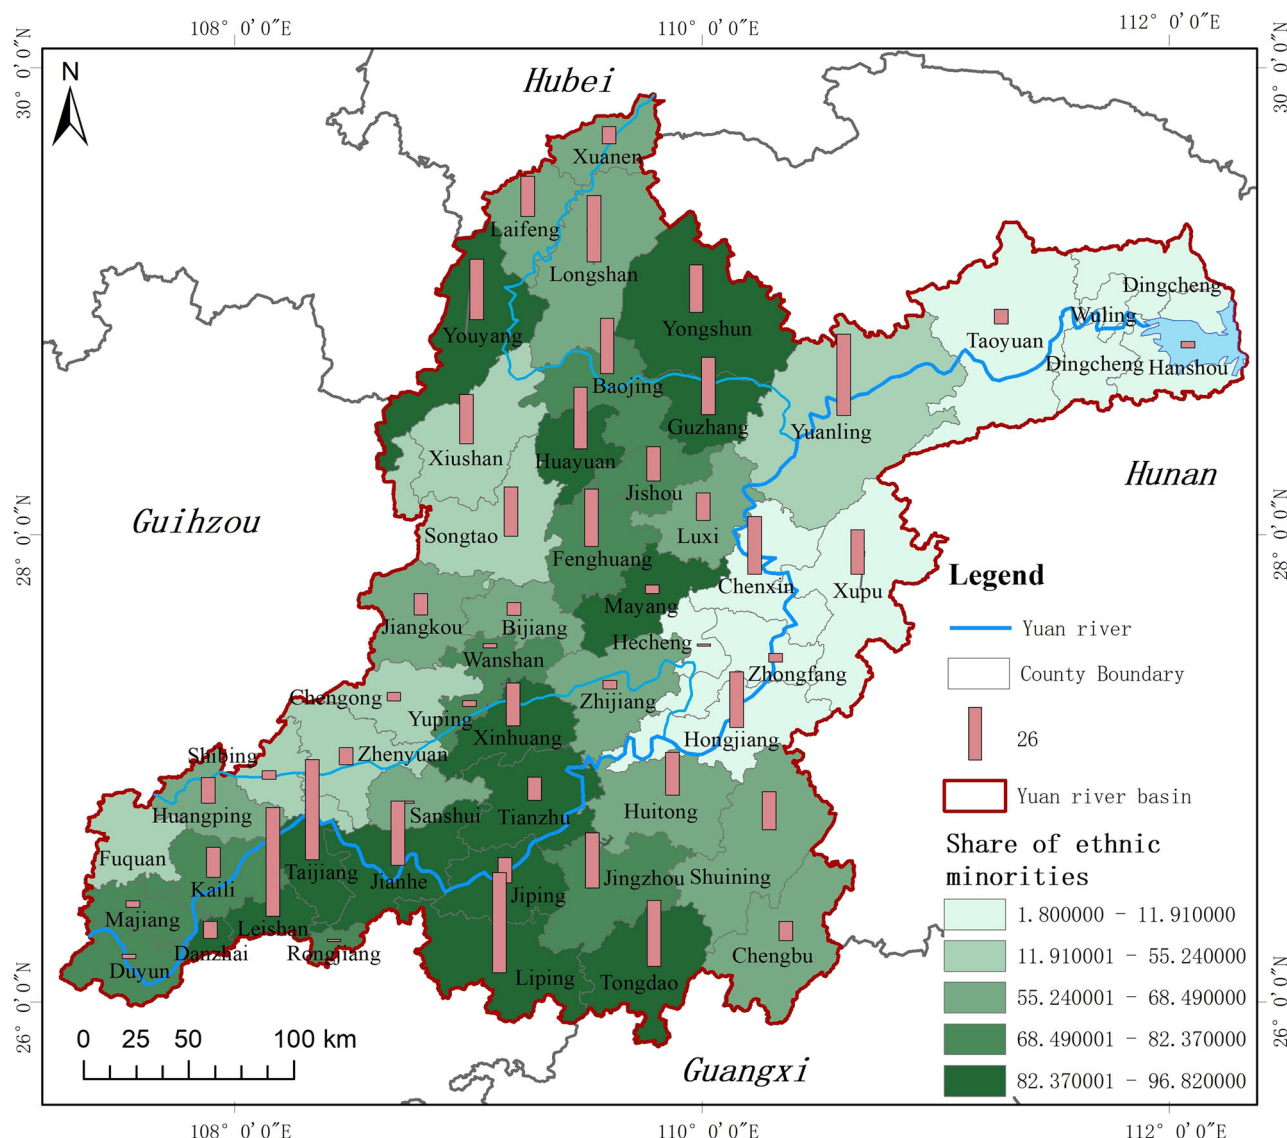 108° 0′0″E
110° 0′0″E
112° 0′0″E
30° 0′0″N
30° 0′0″N
N
Hubei
Xuanen
Laifeng
Longshan
Youyang
Yongshun
Dingcheng
Wuling
Taoyuan
Dingcheng
Hanshou
Baojing
Guzhang
Yuanling
Xiushan
Huayuan
Jishou
Hunan
Guihzou
Songtao
Luxi
Fenghuang
28° 0′0″N
28° 0′0″N
Chenxin
Xupu
Mayang
Jiangkou
Bijiang
Hecheng
Wanshan
Zhongfang
Chengong
Yuping
Zhijiang
Xinhuang
Hongjiang
Shibing
Zhenyuan
Huangping
Sanshui
Tianzhu
Huitong
Fuquan
Taijiang
Kaili
Jianhe
Jiping
Jingzhou
Shuining
Majiang
Leishan
Danzhai
Rongjiang
Duyun
Liping
Tongdao
Chengbu
26° 0′0″N
26° 0′0″N
Guangxi
0 25 50 100 km
Legend
Yuan river
County Boundary
26
Yuan river basin
Share of ethnic
minorities
1.800000 - 11.910000
11.910001 - 55.240000
55.240001 - 68.490000
68.490001 - 82.370000
82.370001 - 96.820000
108° 0′0″E
110° 0′0″E
112° 0′0″E